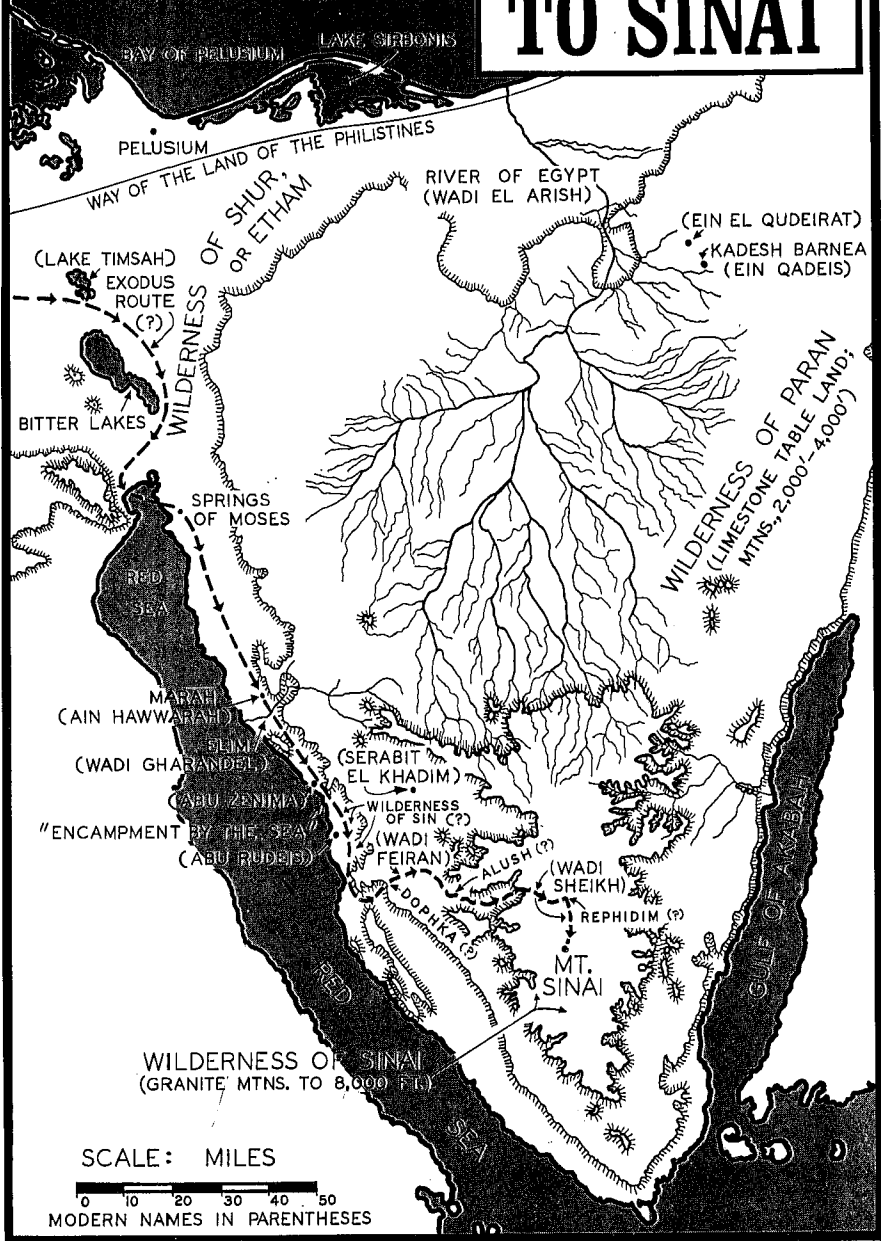 TO SINAI
BAY OF PELUSIUM
LAKE SIRBONIS
PELUSIUM
WAY OF THE LAND OF THE PHILISTINES
WILDERNESS OF SHUR,
OR ETHAM
RIVER OF EGYPT
(WADI EL ARISH)
(EIN EL QUDEIRAT)
KADESH BARNEA
(EIN QADEIS)
(LAKE TIMSAH)
EXODUS
ROUTE
(?)
BITTER LAKES
WILDERNESS OF PARAN
(LIMESTONE TABLE LAND;
MTNS., 2,000'-4,000')
SPRINGS
OF MOSES
RED
SEA
MARAH
(AIN HAWWARAH)
ELIM
(WADI GHARANDEL)
(SERABIT
EL KHADIM)
(ABU ZENIMA)
WILDERNESS
OF SIN (?)
"ENCAMPMENT BY THE SEA"
(ABU RUDEIS)
(WADI
FEIRAN)
ALUSH (?)
(WADI
SHEIKH)
DOPHKA (?)
REPHIDIM (?)
MT.
SINAI
GULF OF AKABAH
RED
SEA
WILDERNESS OF SINAI
(GRANITE MTNS. TO 8,000 FT.)
SCALE: MILES
0 10 20 30 40 50
MODERN NAMES IN PARENTHESES